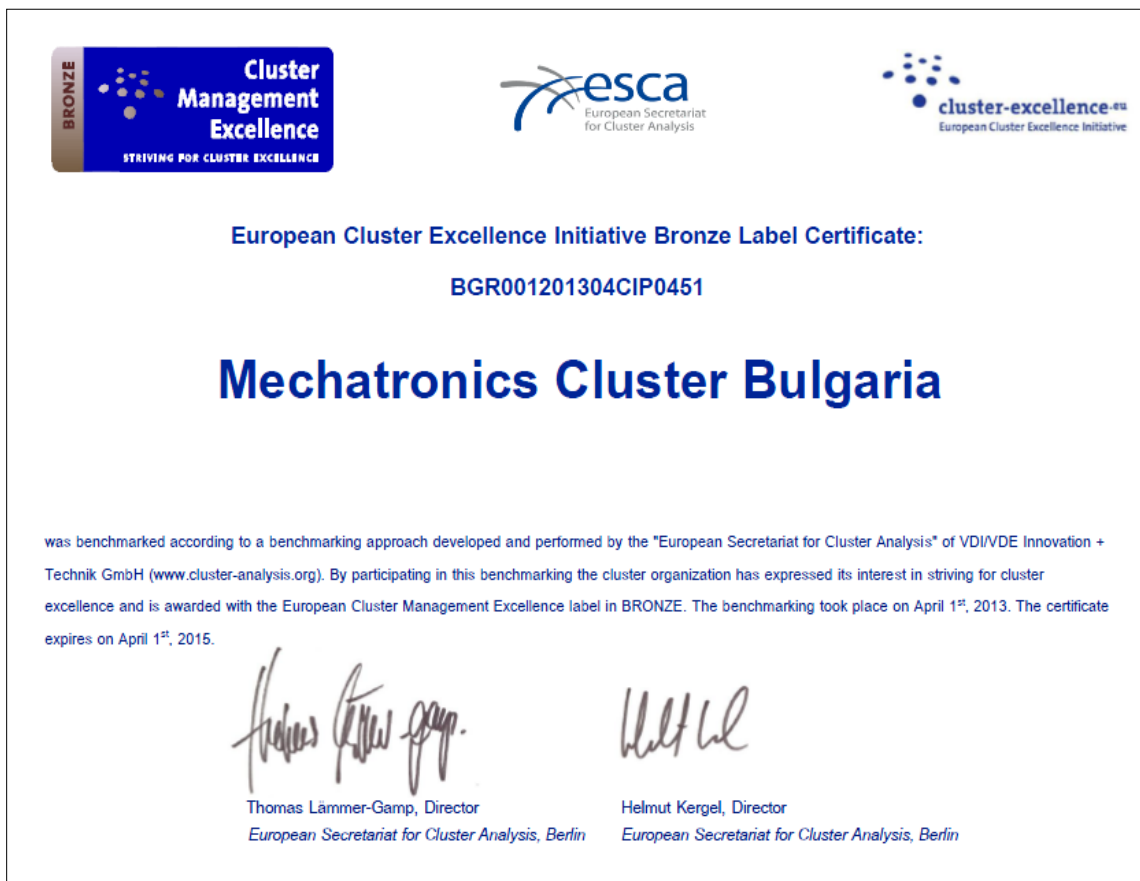 BRONZE
Cluster
Management
Excellence
STRIVING FOR CLUSTER EXCELLENCE
esca
European Secretariat
for Cluster Analysis
cluster-excellence.eu
European Cluster Excellence Initiative
European Cluster Excellence Initiative Bronze Label Certificate:
BGR001201304CIP0451
Mechatronics Cluster Bulgaria
was benchmarked according to a benchmarking approach developed and performed by the "European Secretariat for Cluster Analysis" of VDI/VDE Innovation +
Technik GmbH (www.cluster-analysis.org). By participating in this benchmarking the cluster organization has expressed its interest in striving for cluster
excellence and is awarded with the European Cluster Management Excellence label in BRONZE. The benchmarking took place on April 1st, 2013. The certificate
expires on April 1st, 2015.
Thomas Lämmer-Gamp, Director
European Secretariat for Cluster Analysis, Berlin
Helmut Kergel, Director
European Secretariat for Cluster Analysis, Berlin